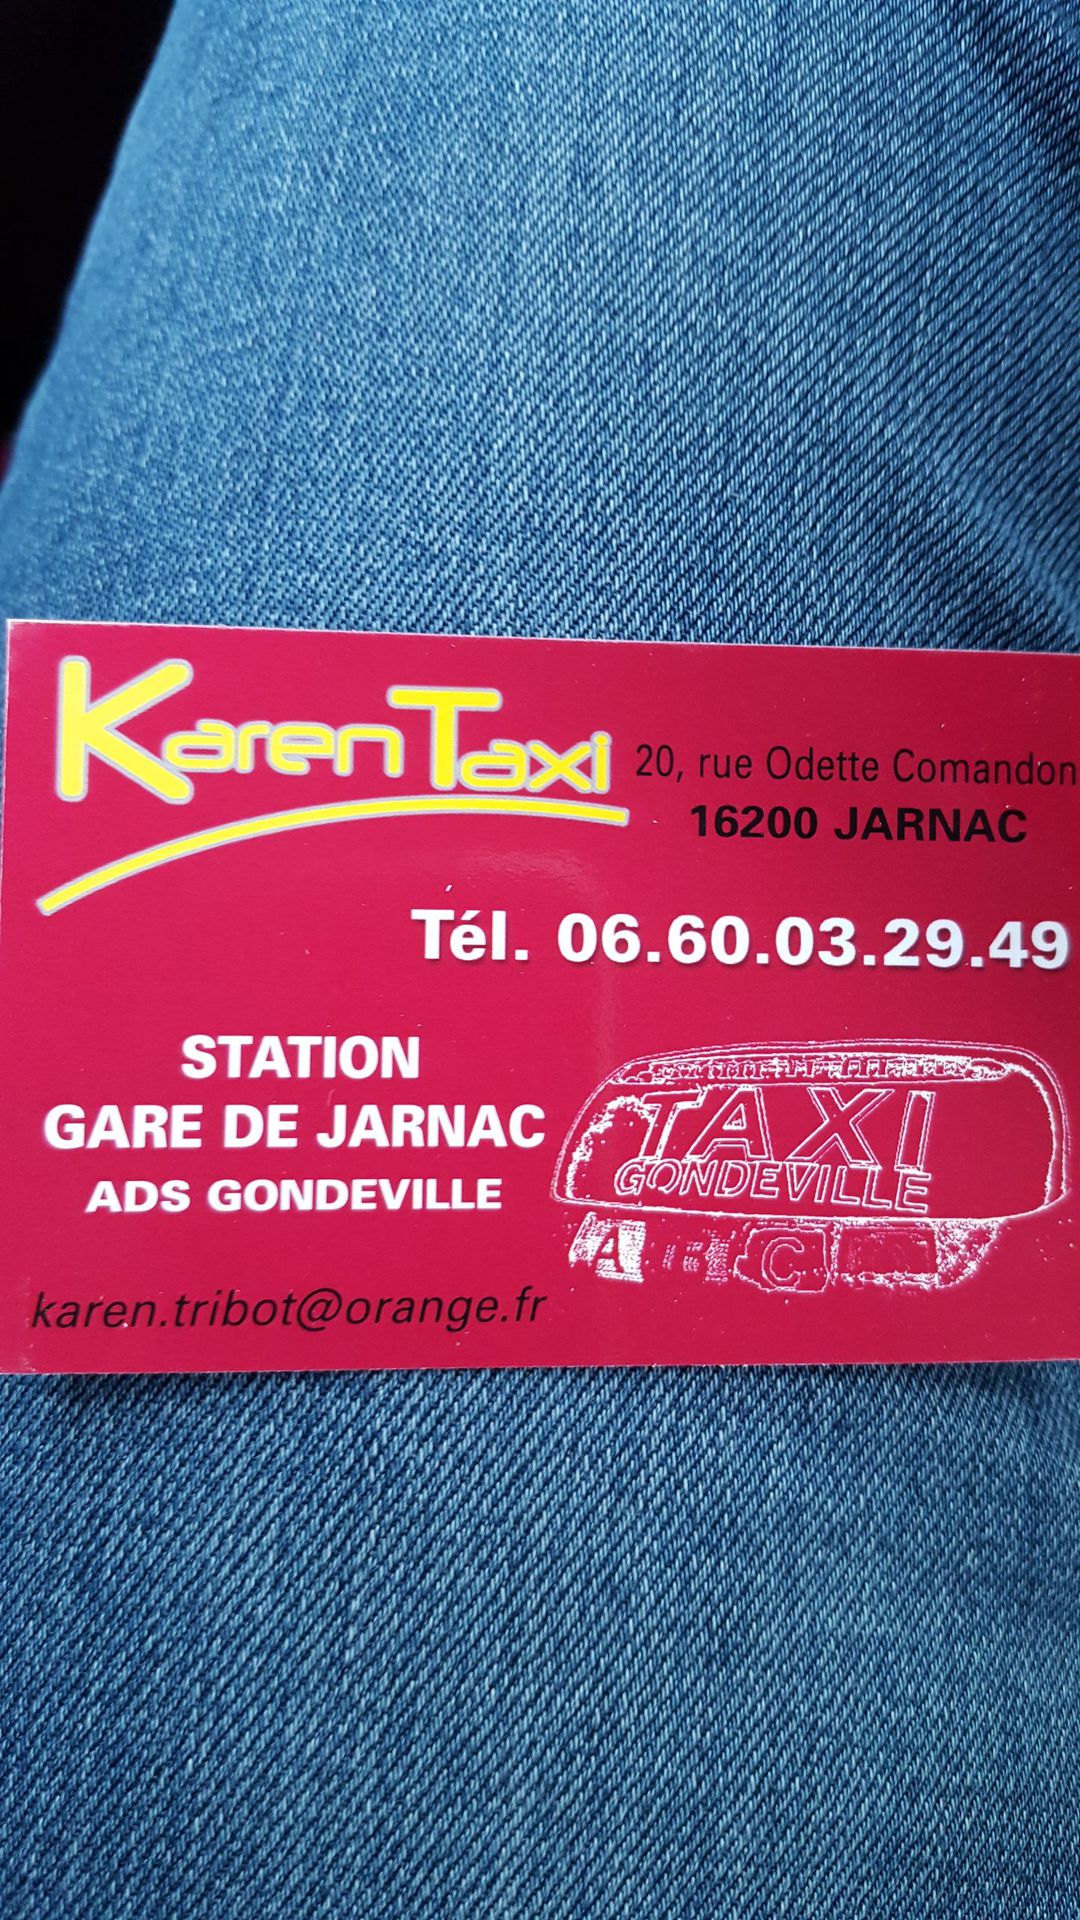 Karen Taxi
20, rue Odette Comandon
16200 JARNAC
Tél. 06.60.03.29.49
STATION
GARE DE JARNAC
ADS GONDEVILLE
TAXI
GONDEVILLE
A B C
karen.tribot@orange.fr